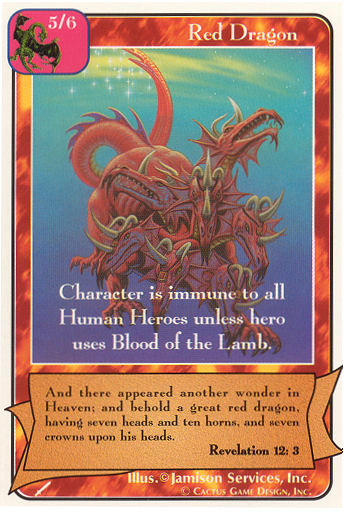 5/6
Red Dragon
Character is immune to all
Human Heroes unless hero
uses Blood of the Lamb.
And there appeared another wonder in
Heaven; and behold a great red dragon,
having seven heads and ten horns, and seven
crowns upon his heads.
Revelation 12: 3
Illus.©Jamison Services, Inc.
© Cactus Game Design, Inc.